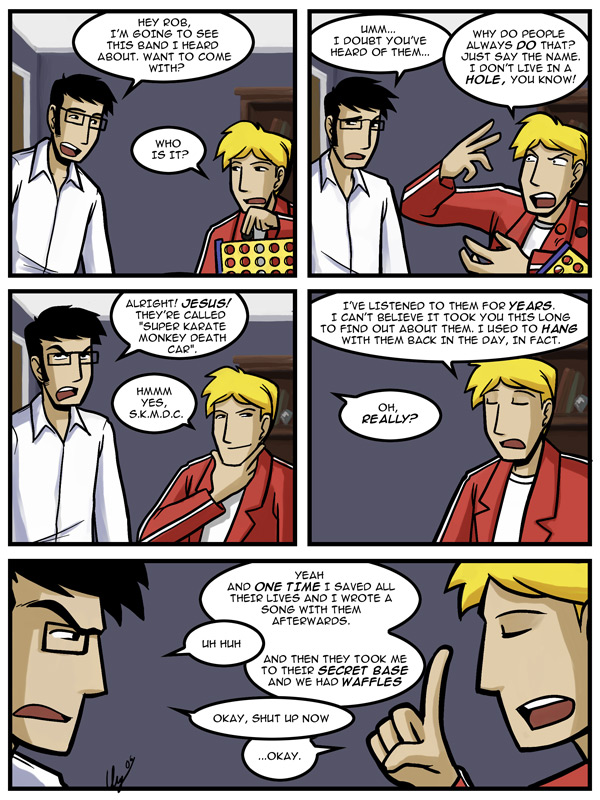 HEY ROB,
I'M GOING TO SEE
THIS BAND I HEARD
ABOUT. WANT TO COME
WITH?
WHO
IS IT?
UMM...
I DOUBT YOU'VE
HEARD OF THEM...
WHY DO PEOPLE
ALWAYS DO THAT?
JUST SAY THE NAME.
I DON'T LIVE IN A
HOLE, YOU KNOW!
ALRIGHT! JESUS!
THEY'RE CALLED
"SUPER KARATE
MONKEY DEATH
CAR".
HMMM
YES,
S.K.M.D.C.
I'VE LISTENED TO THEM FOR YEARS.
I CAN'T BELIEVE IT TOOK YOU THIS LONG
TO FIND OUT ABOUT THEM. I USED TO HANG
WITH THEM BACK IN THE DAY, IN FACT.
OH,
REALLY?
YEAH
AND ONE TIME I SAVED ALL
THEIR LIVES AND I WROTE A
SONG WITH THEM
AFTERWARDS.
UH HUH
AND THEN THEY TOOK ME
TO THEIR SECRET BASE
AND WE HAD WAFFLES
OKAY, SHUT UP NOW
...OKAY.